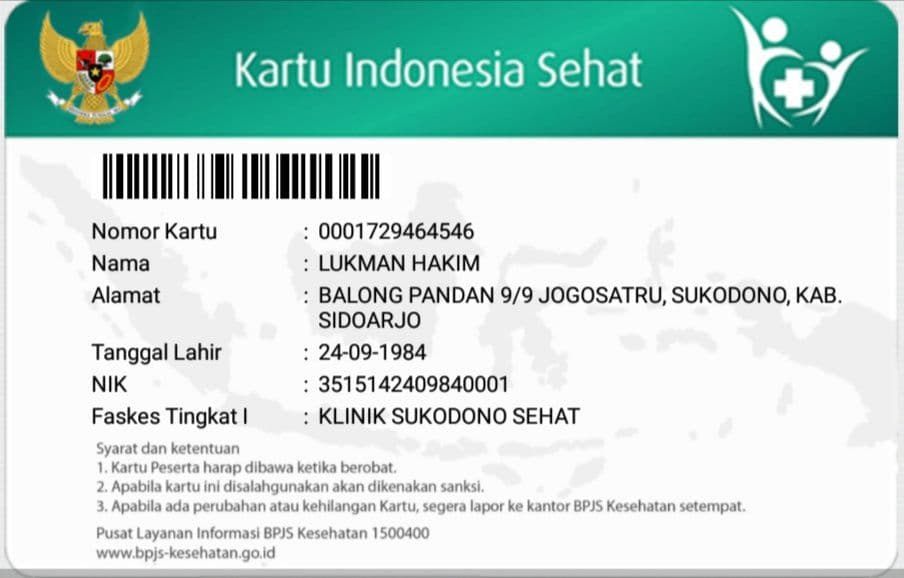 Kartu Indonesia Sehat
Nomor Kartu : 0001729464546
Nama : LUKMAN HAKIM
Alamat : BALONG PANDAN 9/9 JOGOSATRU, SUKODONO, KAB.
SIDOARJO
Tanggal Lahir : 24-09-1984
NIK : 3515142409840001
Faskes Tingkat I : KLINIK SUKODONO SEHAT
Syarat dan ketentuan
1. Kartu Peserta harap dibawa ketika berobat.
2. Apabila kartu ini disalahgunakan akan dikenakan sanksi.
3. Apabila ada perubahan atau kehilangan Kartu, segera lapor ke kantor BPJS Kesehatan setempat.
Pusat Layanan Informasi BPJS Kesehatan 1500400
www.bpjs-kesehatan.go.id